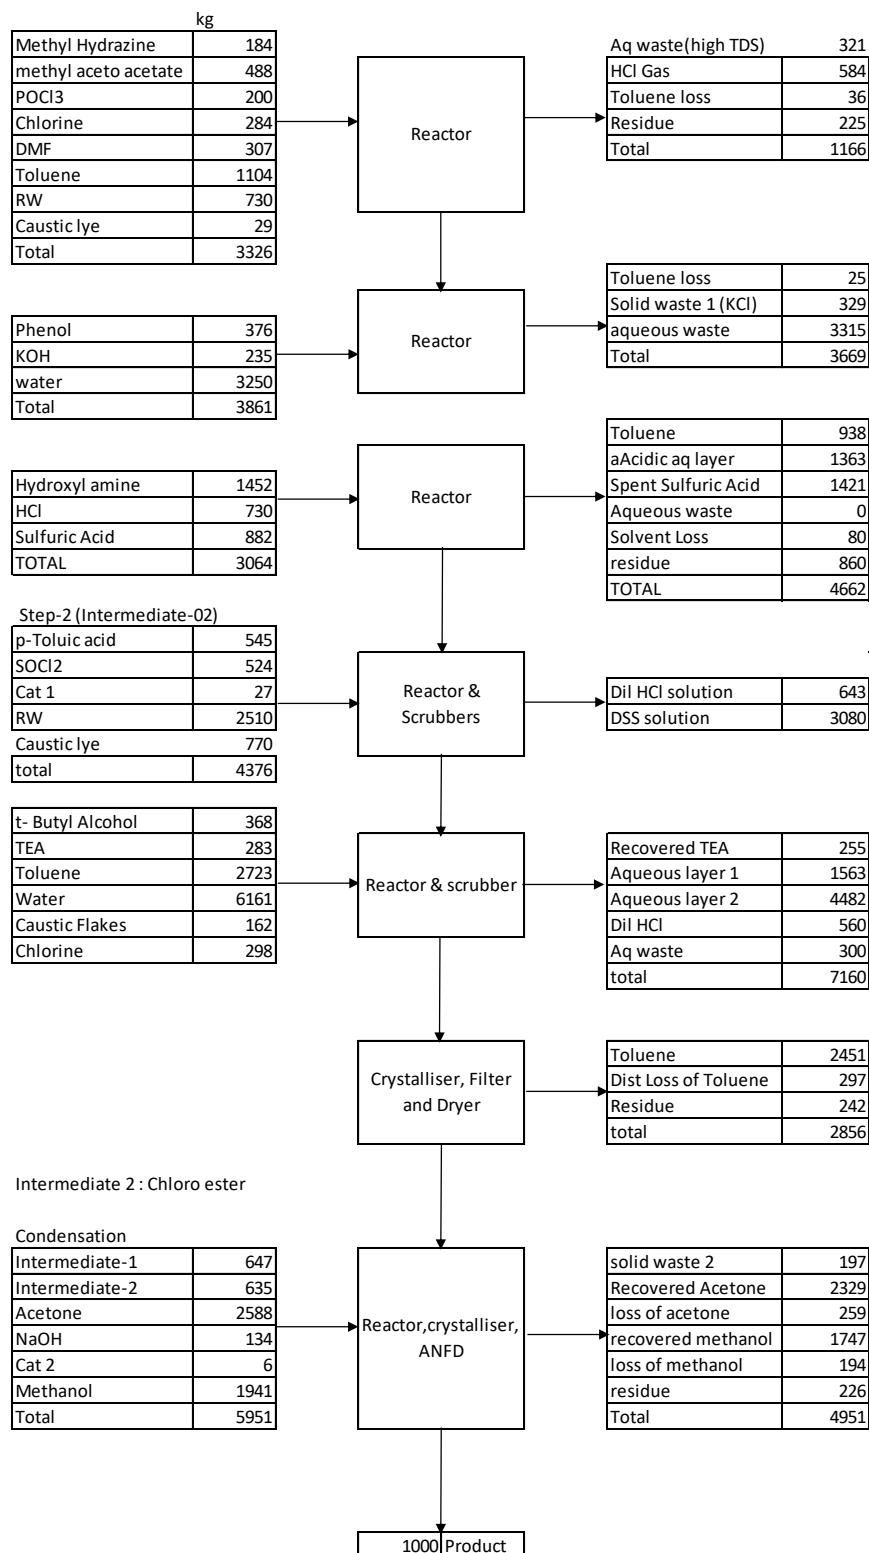 kg
Methyl Hydrazine 184
methyl aceto acetate 488
POCl3 200
Chlorine 284
DMF 307
Toluene 1104
RW 730
Caustic lye 29
Total 3326
Reactor
Aq waste(high TDS) 321
HCl Gas 584
Toluene loss 36
Residue 225
Total 1166
Phenol 376
KOH 235
water 3250
Total 3861
Reactor
Toluene loss 25
Solid waste 1 (KCl) 329
aqueous waste 3315
Total 3669
Hydroxyl amine 1452
HCl 730
Sulfuric Acid 882
TOTAL 3064
Reactor
Toluene 938
aAcidic aq layer 1363
Spent Sulfuric Acid 1421
Aqueous waste 0
Solvent Loss 80
residue 860
TOTAL 4662
Step-2 (Intermediate-02)
p-Toluic acid 545
SOCl2 524
Cat 1 27
RW 2510
Caustic lye 770
total 4376
Reactor &
Scrubbers
Dil HCl solution 643
DSS solution 3080
t- Butyl Alcohol 368
TEA 283
Toluene 2723
Water 6161
Caustic Flakes 162
Chlorine 298
Reactor & scrubber
Recovered TEA 255
Aqueous layer 1 1563
Aqueous layer 2 4482
Dil HCl 560
Aq waste 300
total 7160
Crystalliser, Filter
and Dryer
Toluene 2451
Dist Loss of Toluene 297
Residue 242
total 2856
Intermediate 2 : Chloro ester
Condensation
Intermediate-1 647
Intermediate-2 635
Acetone 2588
NaOH 134
Cat 2 6
Methanol 1941
Total 5951
Reactor,crystalliser,
ANFD
solid waste 2 197
Recovered Acetone 2329
loss of acetone 259
recovered methanol 1747
loss of methanol 194
residue 226
Total 4951
1000 Product